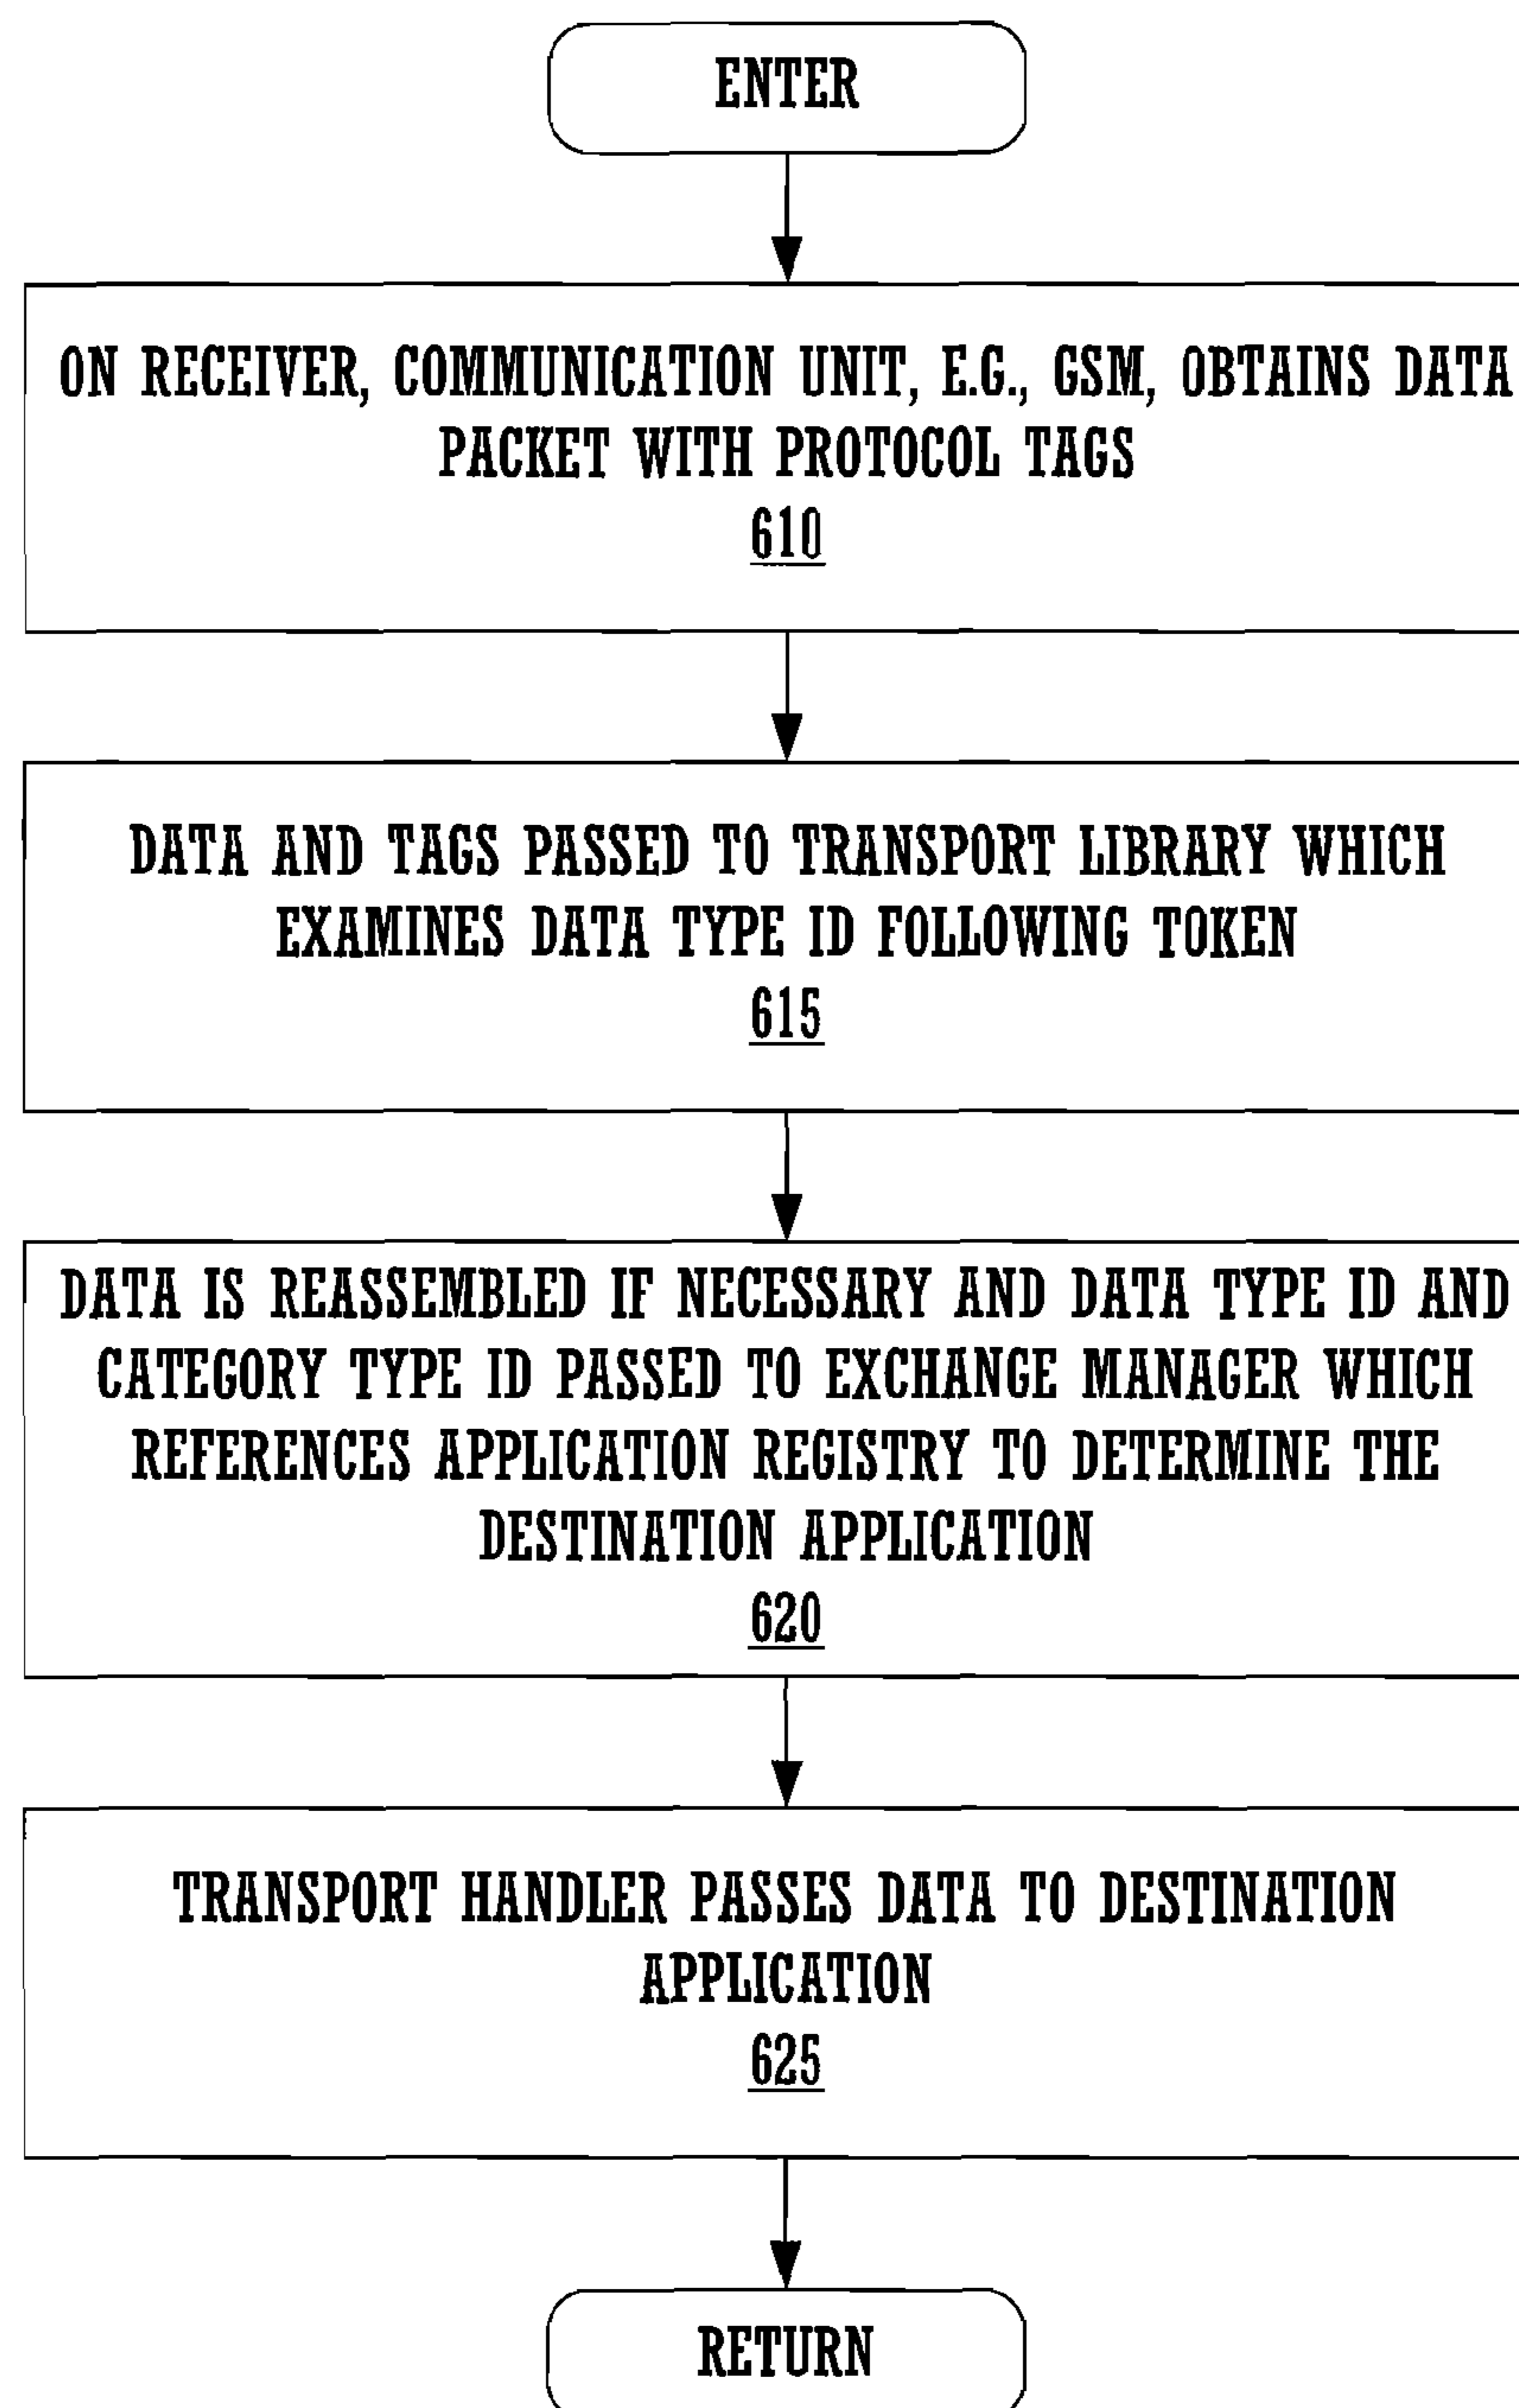 ENTER
ON RECEIVER, COMMUNICATION UNIT, E.G., GSM, OBTAINS DATA
PACKET WITH PROTOCOL TAGS
610
DATA AND TAGS PASSED TO TRANSPORT LIBRARY WHICH
EXAMINES DATA TYPE ID FOLLOWING TOKEN
615
DATA IS REASSEMBLED IF NECESSARY AND DATA TYPE ID AND
CATEGORY TYPE ID PASSED TO EXCHANGE MANAGER WHICH
REFERENCES APPLICATION REGISTRY TO DETERMINE THE
DESTINATION APPLICATION
620
TRANSPORT HANDLER PASSES DATA TO DESTINATION
APPLICATION
625
RETURN